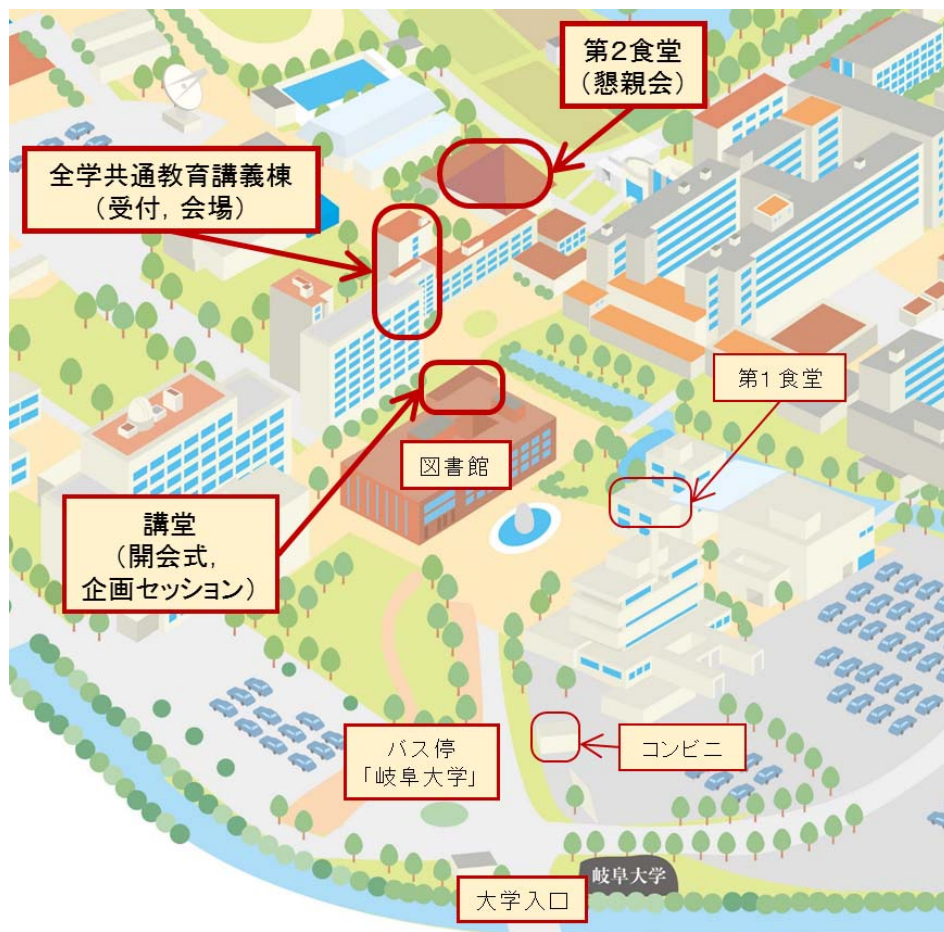 第2食堂
（懇親会）
全学共通教育講義棟
（受付，会場）
第1食堂
図書館
講堂
（開会式，
企画セッション）
バス停
「岐阜大学」
コンビニ
岐阜大学
大学入口